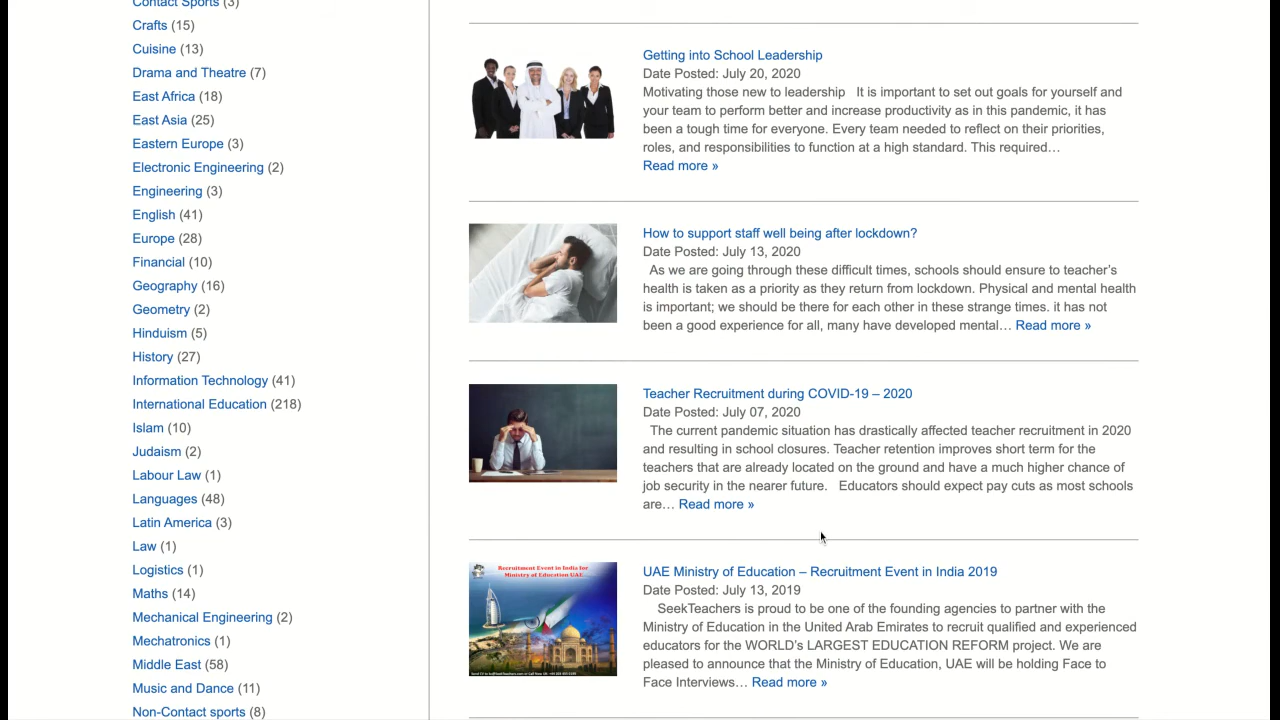 Contact Sports (3)
Crafts (15)
Cuisine (13)
Drama and Theatre (7)
East Africa (18)
East Asia (25)
Eastern Europe (3)
Electronic Engineering (2)
Engineering (3)
English (41)
Europe (28)
Financial (10)
Geography (16)
Geometry (2)
Hinduism (5)
History (27)
Information Technology (41)
International Education (218)
Islam (10)
Judaism (2)
Labour Law (1)
Languages (48)
Latin America (3)
Law (1)
Logistics (1)
Maths (14)
Mechanical Engineering (2)
Mechatronics (1)
Middle East (58)
Music and Dance (11)
Non-Contact sports (8)
Getting into School Leadership
Date Posted: July 20, 2020
Motivating those new to leadership   It is important to set out goals for yourself and
your team to perform better and increase productivity as in this pandemic, it has
been a tough time for everyone. Every team needed to reflect on their priorities,
roles, and responsibilities to function at a high standard. This required…
Read more »
How to support staff well being after lockdown?
Date Posted: July 13, 2020
As we are going through these difficult times, schools should ensure to teacher’s
health is taken as a priority as they return from lockdown. Physical and mental health
is important; we should be there for each other in these strange times. it has not
been a good experience for all, many have developed mental… Read more »
Teacher Recruitment during COVID-19 – 2020
Date Posted: July 07, 2020
The current pandemic situation has drastically affected teacher recruitment in 2020
and resulting in school closures. Teacher retention improves short term for the
teachers that are already located on the ground and have a much higher chance of
job security in the nearer future.   Educators should expect pay cuts as most schools
are… Read more »
Recruitment Event in India for
Ministry of Education UAE...
UAE Ministry of Education – Recruitment Event in India 2019
Date Posted: July 13, 2019
SeekTeachers is proud to be one of the founding agencies to partner with the
Ministry of Education in the United Arab Emirates to recruit qualified and experienced
educators for the WORLD’s LARGEST EDUCATION REFORM project. We are
pleased to announce that the Ministry of Education, UAE will be holding Face to
Face Interviews… Read more »